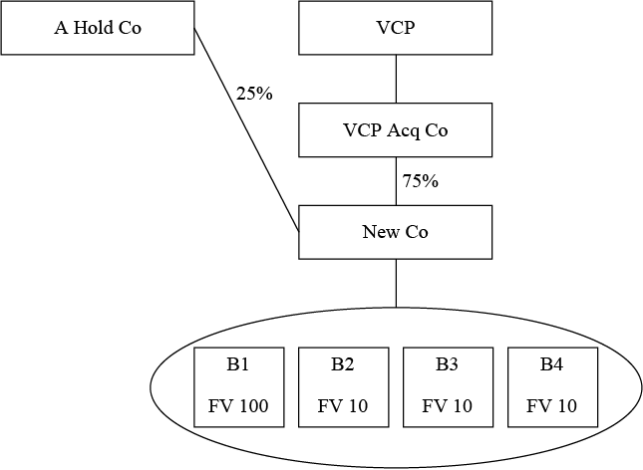 A Hold Co
VCP
25%
VCP Acq Co
75%
New Co
B1
FV 100
B2
FV 10
B3
FV 10
B4
FV 10